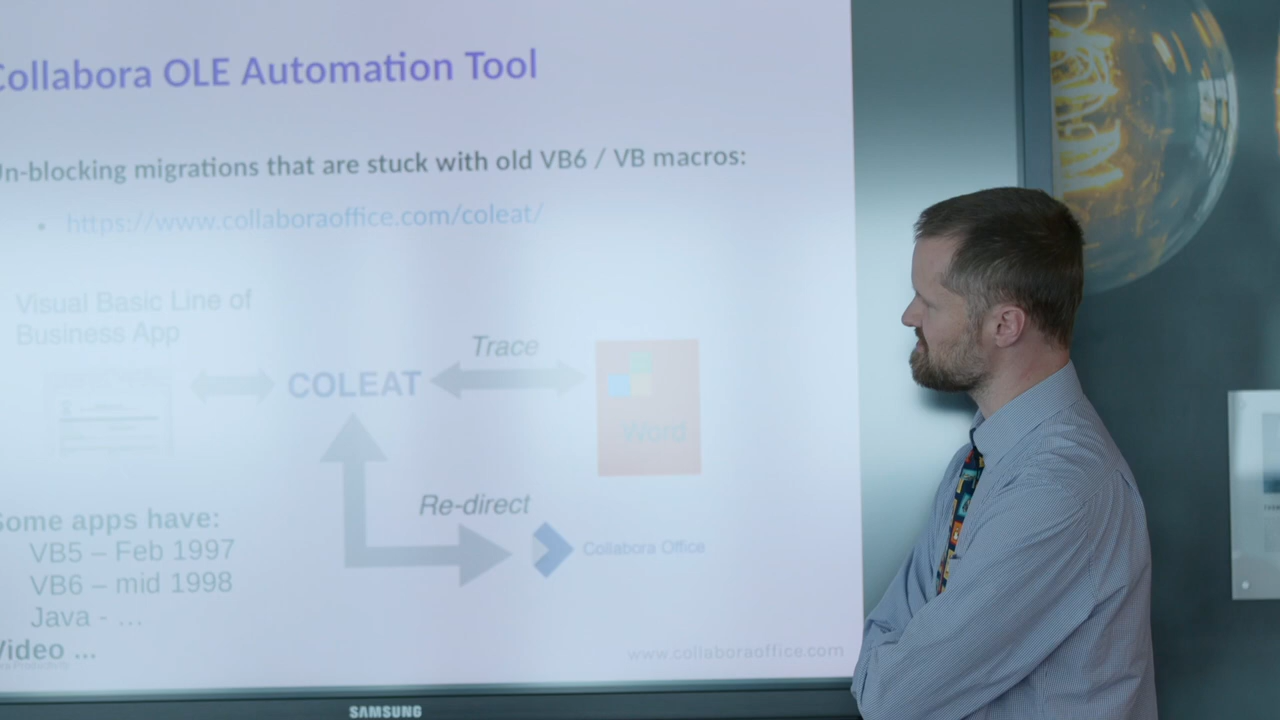 Collabora OLE Automation Tool
Un-blocking migrations that are stuck with old VB6 / VB macros:
https://www.collaboraoffice.com/coleat/
Visual Basic Line of
Business App
Trace
COLEAT
Word
Re-direct
Collabora Office
Some apps have:
VB5 – Feb 1997
VB6 – mid 1998
Java - ...
Video ...
www.collaboraoffice.com
SAMSUNG